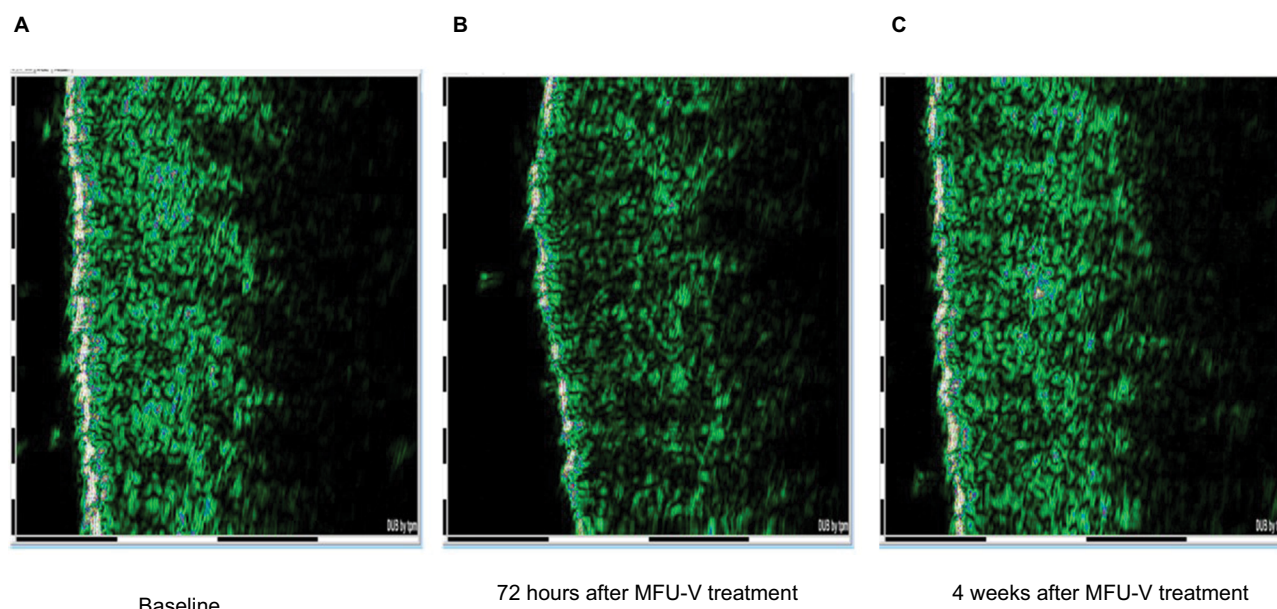 A
B
C
DUB by tpm
DUB by tpm
DUB by t
Baseline
72 hours after MFU-V treatment
4 weeks after MFU-V treatment